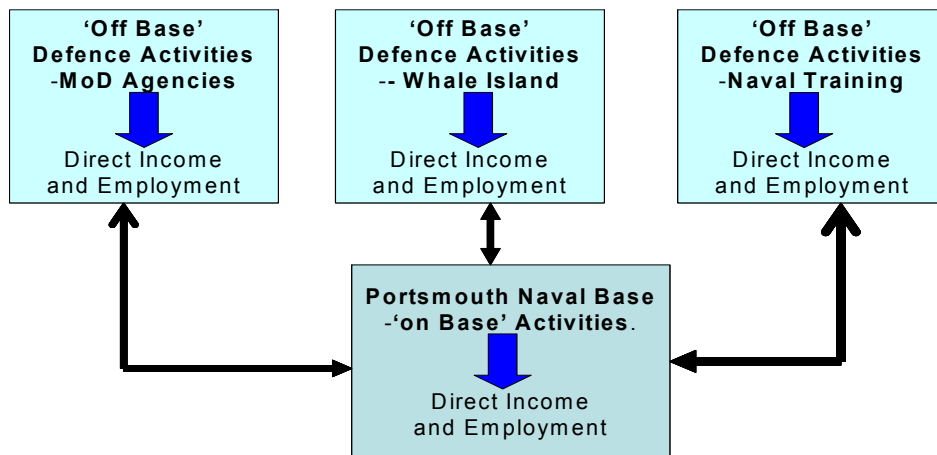 ‘Off Base’
Defence Activities
-MoD Agencies
Direct Income
and Employment
‘Off Base’
Defence Activities
-- Whale Island
Direct Income
and Employment
‘Off Base’
Defence Activities
-Naval Training
Direct Income
and Employment
Portsmouth Naval Base
-‘on Base’ Activities.
Direct Income
and Employment